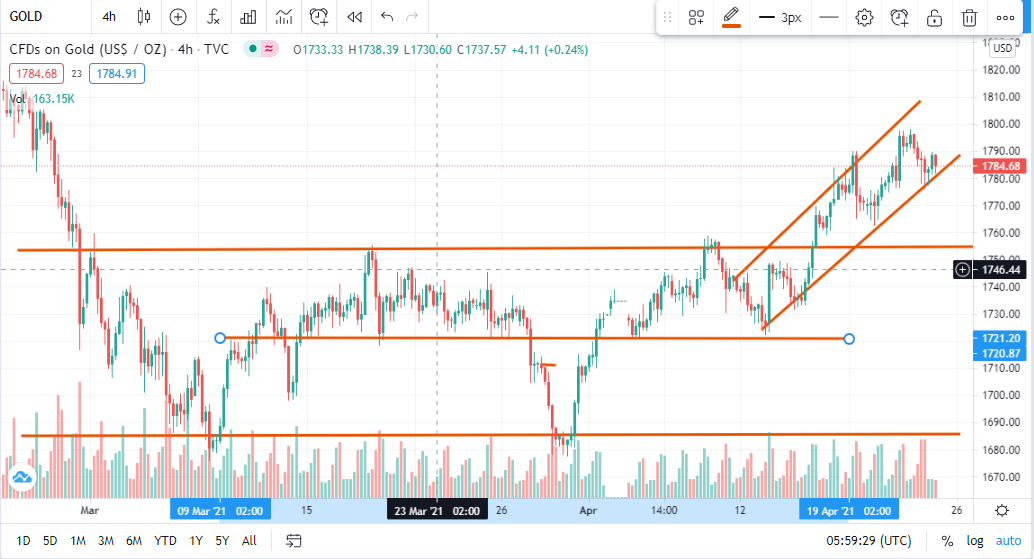 GOLD 4h 3px
CFDs on Gold (US$ / OZ) · 4h · TVC O1733.33 H1738.39 L1730.60 C1737.57 +4.11 (+0.24%)
USD
1784.68 23 1784.91
Vol 163.15K
1820.00
1810.00
1800.00
1790.00
1784.68
1780.00
1770.00
1760.00
1746.44
1740.00
1730.00
1721.20
1720.87
1710.00
1700.00
1690.00
1680.00
1670.00
Mar 09 Mar '21 02:00 15 23 Mar '21 02:00 26 Apr 14:00 12 19 Apr '21 02:00 26
1D 5D 1M 3M 6M YTD 1Y 5Y All 05:59:29 (UTC) % log auto